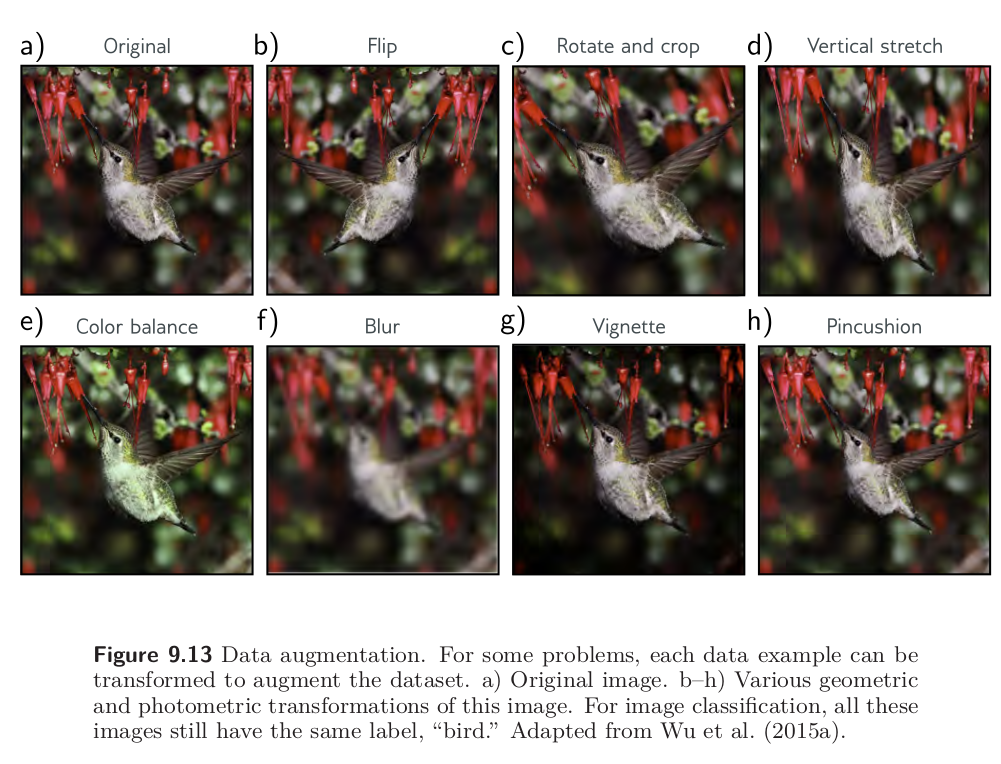 a) Original b) Flip c) Rotate and crop d) Vertical stretch
e) Color balance f) Blur g) Vignette h) Pincushion
Figure 9.13 Data augmentation. For some problems, each data example can be
transformed to augment the dataset. a) Original image. b–h) Various geometric
and photometric transformations of this image. For image classification, all these
images still have the same label, “bird.” Adapted from Wu et al. (2015a).